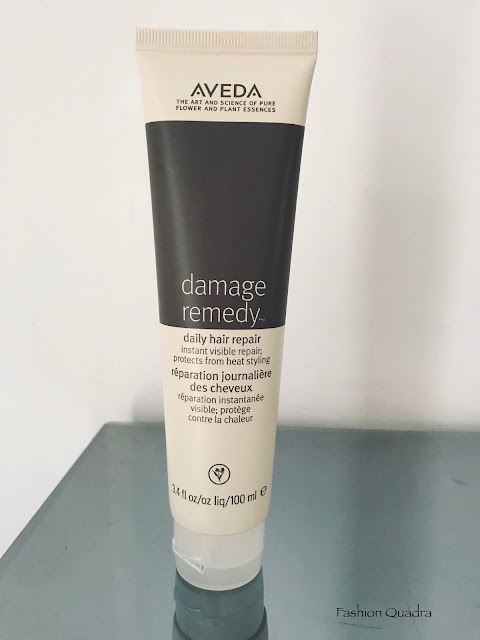 AVEDA
THE ART AND SCIENCE OF PURE
FLOWER AND PLANT ESSENCES
damage
remedy™
daily hair repair
instant visible repair;
protects from heat styling
réparation journalière
des cheveux
réparation instantanée
visible; protège
contre la chaleur
3.4 fl oz/oz liq/100 ml ℮
Fashion Quadra